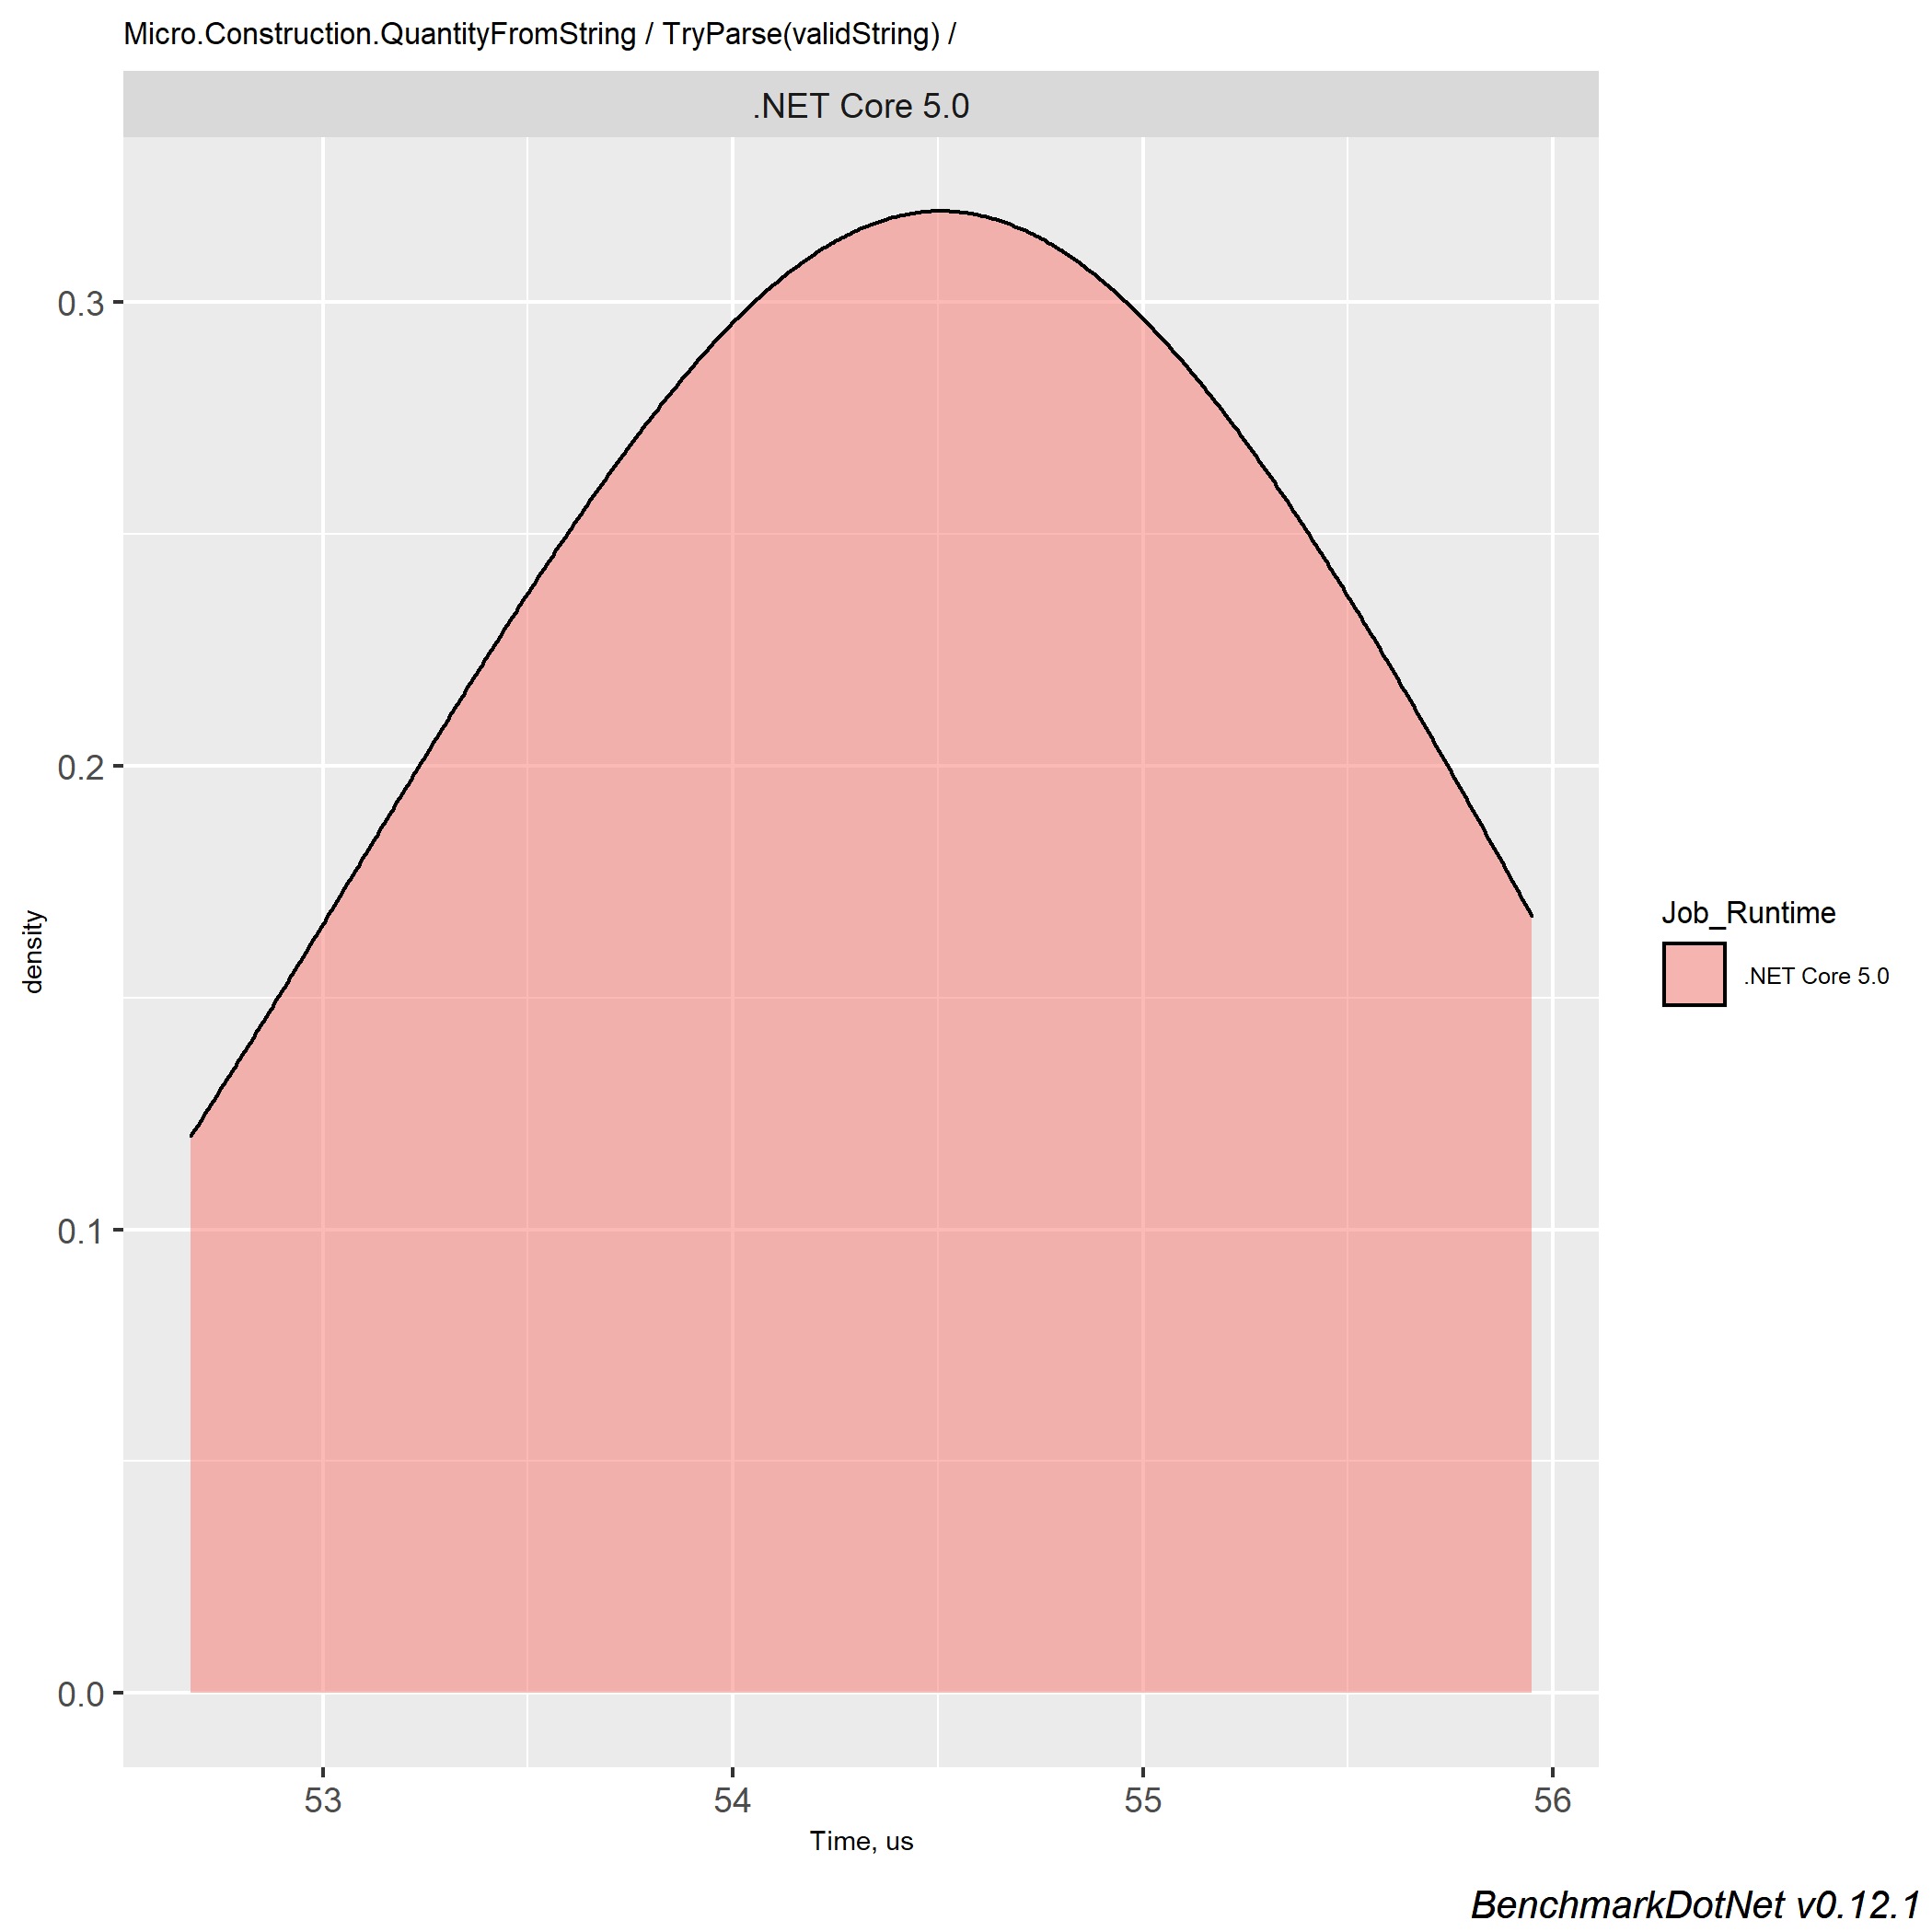 Micro.Construction.QuantityFromString / TryParse(validString) /
.NET Core 5.0
0.3
0.2
0.1
0.0
density
53 54 55 56
Time, us
Job_Runtime
.NET Core 5.0
BenchmarkDotNet v0.12.1